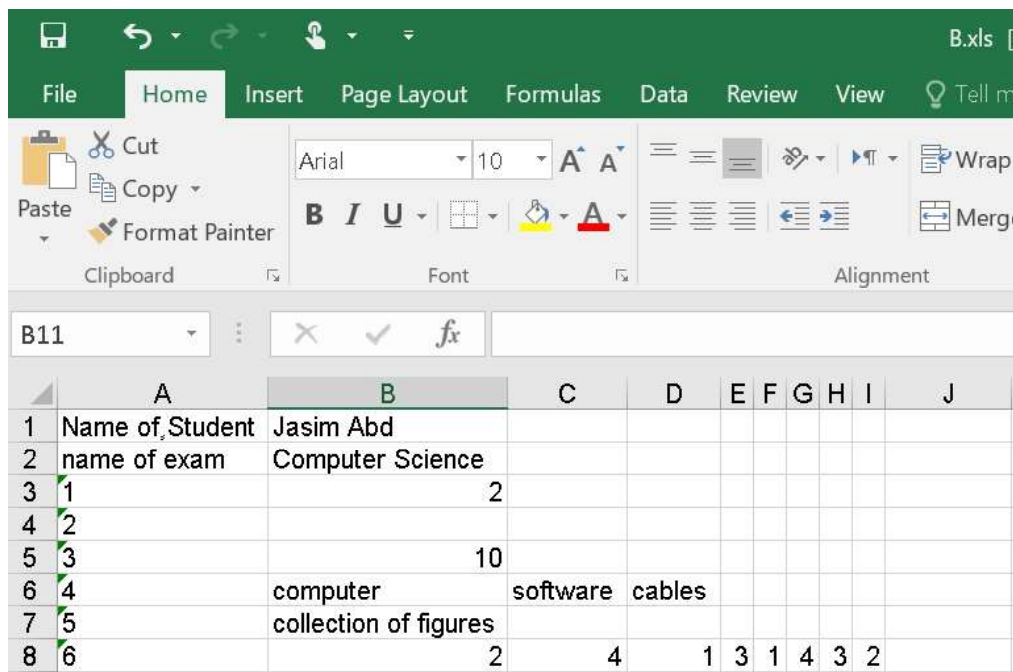 B.xls [
File Home Insert Page Layout Formulas Data Review View Tell m
Cut
Copy
Paste
Format Painter
Arial 10 A A
B I U A
Wrap
Merge
Clipboard Font Alignment
B11 fx
A B C D E F G H I J
1 Name of Student Jasim Abd
2 name of exam Computer Science
3 1 2
4 2
5 3 10
6 4 computer software cables
7 5 collection of figures
8 6 2 4 1 3 1 4 3 2